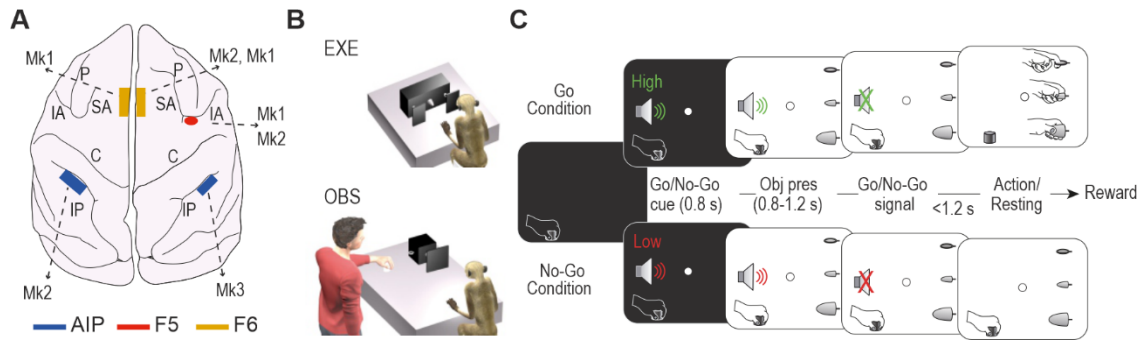 A
Mk1
Mk2, Mk1
P
P
SA
SA
IA
IA
Mk1
Mk2
C
C
IP
IP
Mk2
Mk3
AIP
F5
F6
B
EXE
OBS
C
Go
Condition
High
Go/No-Go
cue (0.8 s)
Obj pres
(0.8-1.2 s)
Go/No-Go
signal
<1.2 s
Action/
Resting
Reward
No-Go
Condition
Low